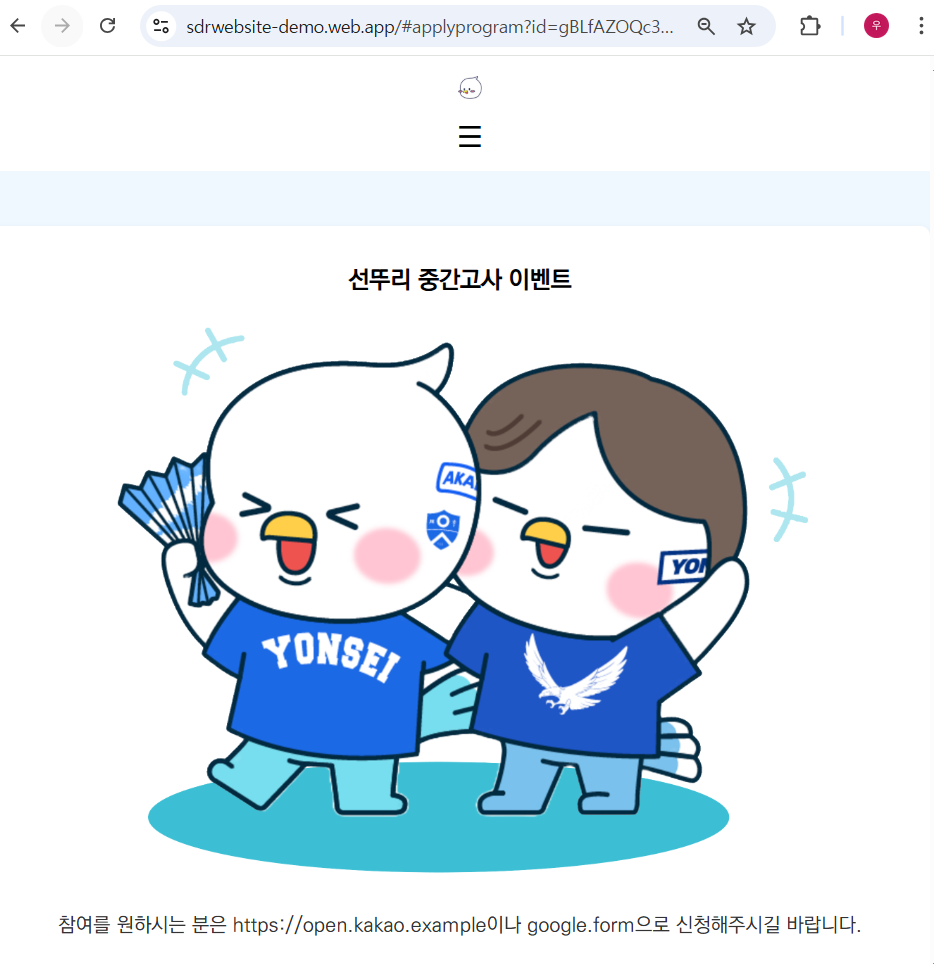 sdrwebsite-demo.web.app/#applyprogram?id=gBLfAZOQc3...
우
선뚜리 중간고사 이벤트
AKA
YON
YONSEI
참여를 원하시는 분은 https://open.kakao.example이나 google.form으로 신청해주시길 바랍니다.